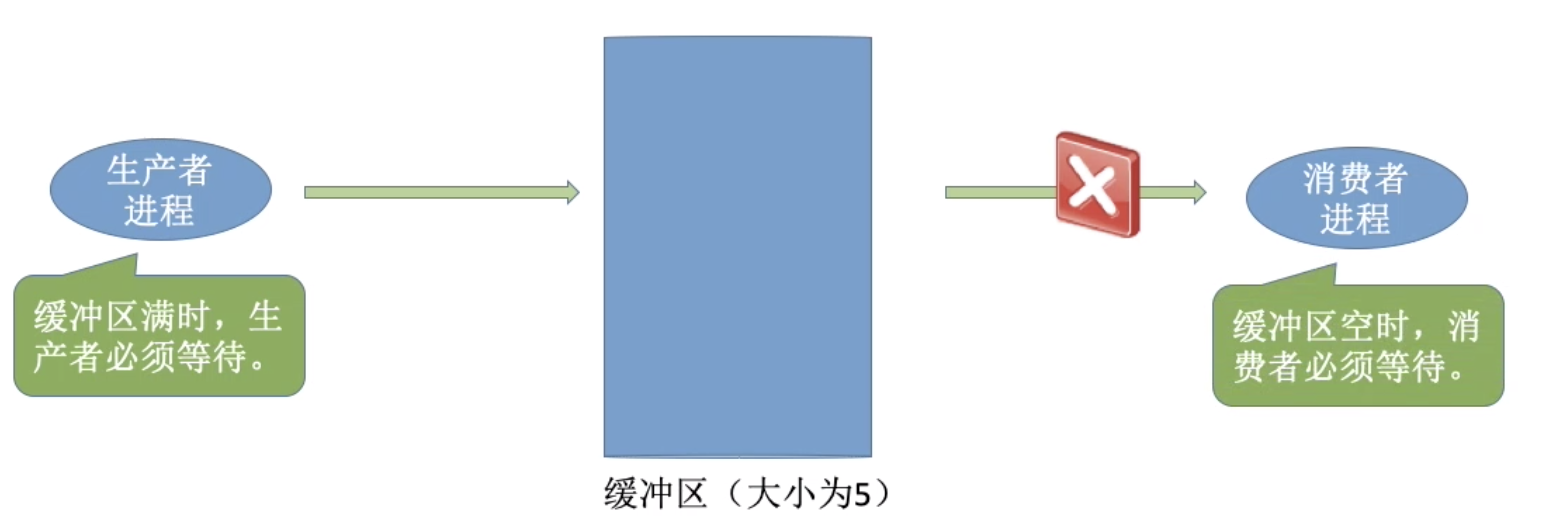 生产者
进程
缓冲区满时，生
产者必须等待。
消费者
进程
缓冲区空时，消
费者必须等待。
缓冲区（大小为5）